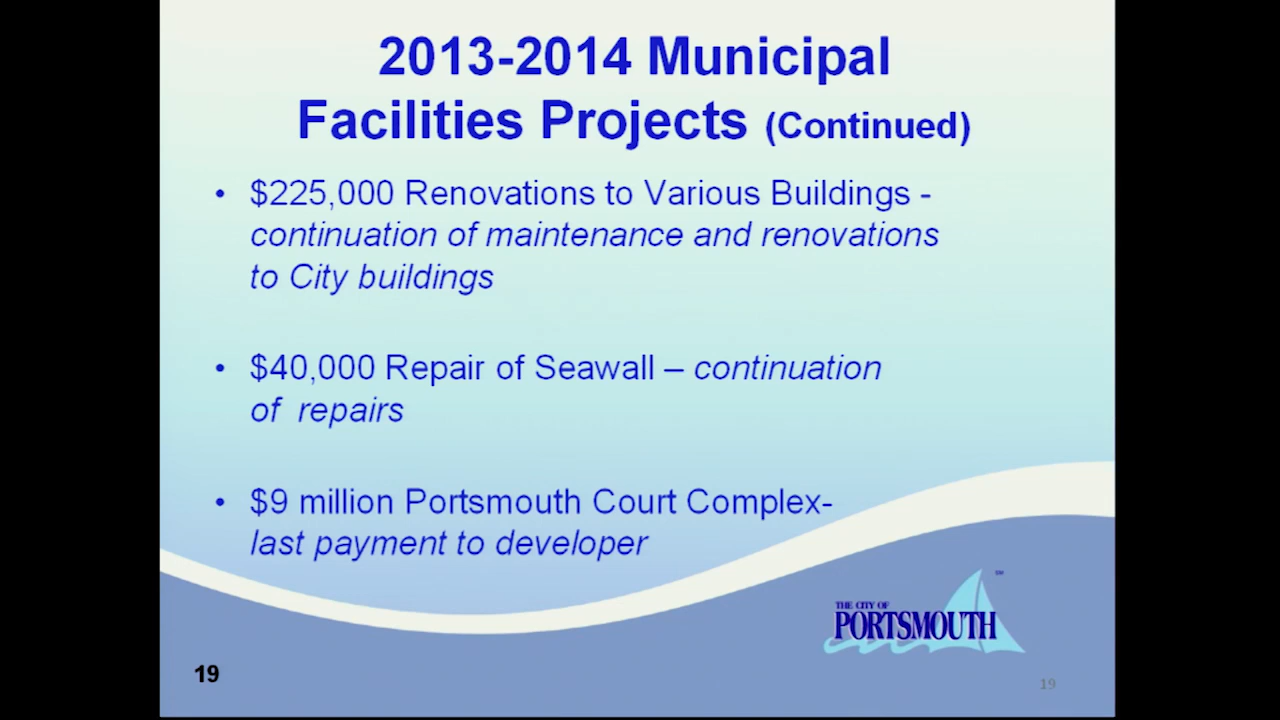 2013-2014 Municipal
Facilities Projects (Continued)
• $225,000 Renovations to Various Buildings -
continuation of maintenance and renovations
to City buildings
• $40,000 Repair of Seawall – continuation
of repairs
• $9 million Portsmouth Court Complex-
last payment to developer
SM
THE CITY OF
PORTSMOUTH
19
19